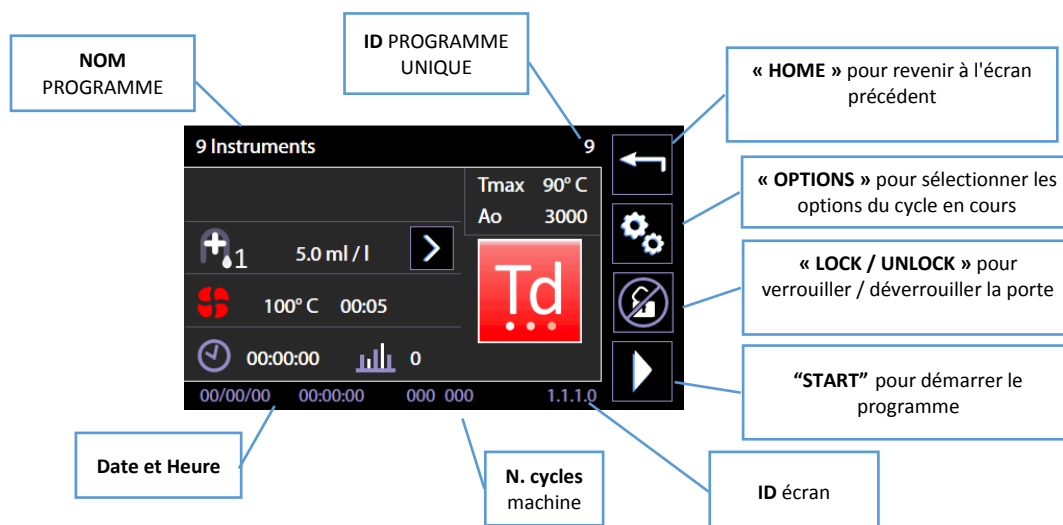 NOM
PROGRAMME
ID PROGRAMME
UNIQUE
« HOME » pour revenir à l'écran
précédent
9 Instruments
9
Tmax 90° C
Ao 3000
« OPTIONS » pour sélectionner les
options du cycle en cours
1 5.0 ml / l
Td
« LOCK / UNLOCK » pour
verrouiller / déverrouiller la porte
100° C 00:05
00:00:00 0
“START” pour démarrer le
programme
00/00/00 00:00:00 000 000 1.1.1.0
Date et Heure
N. cycles
machine
ID écran